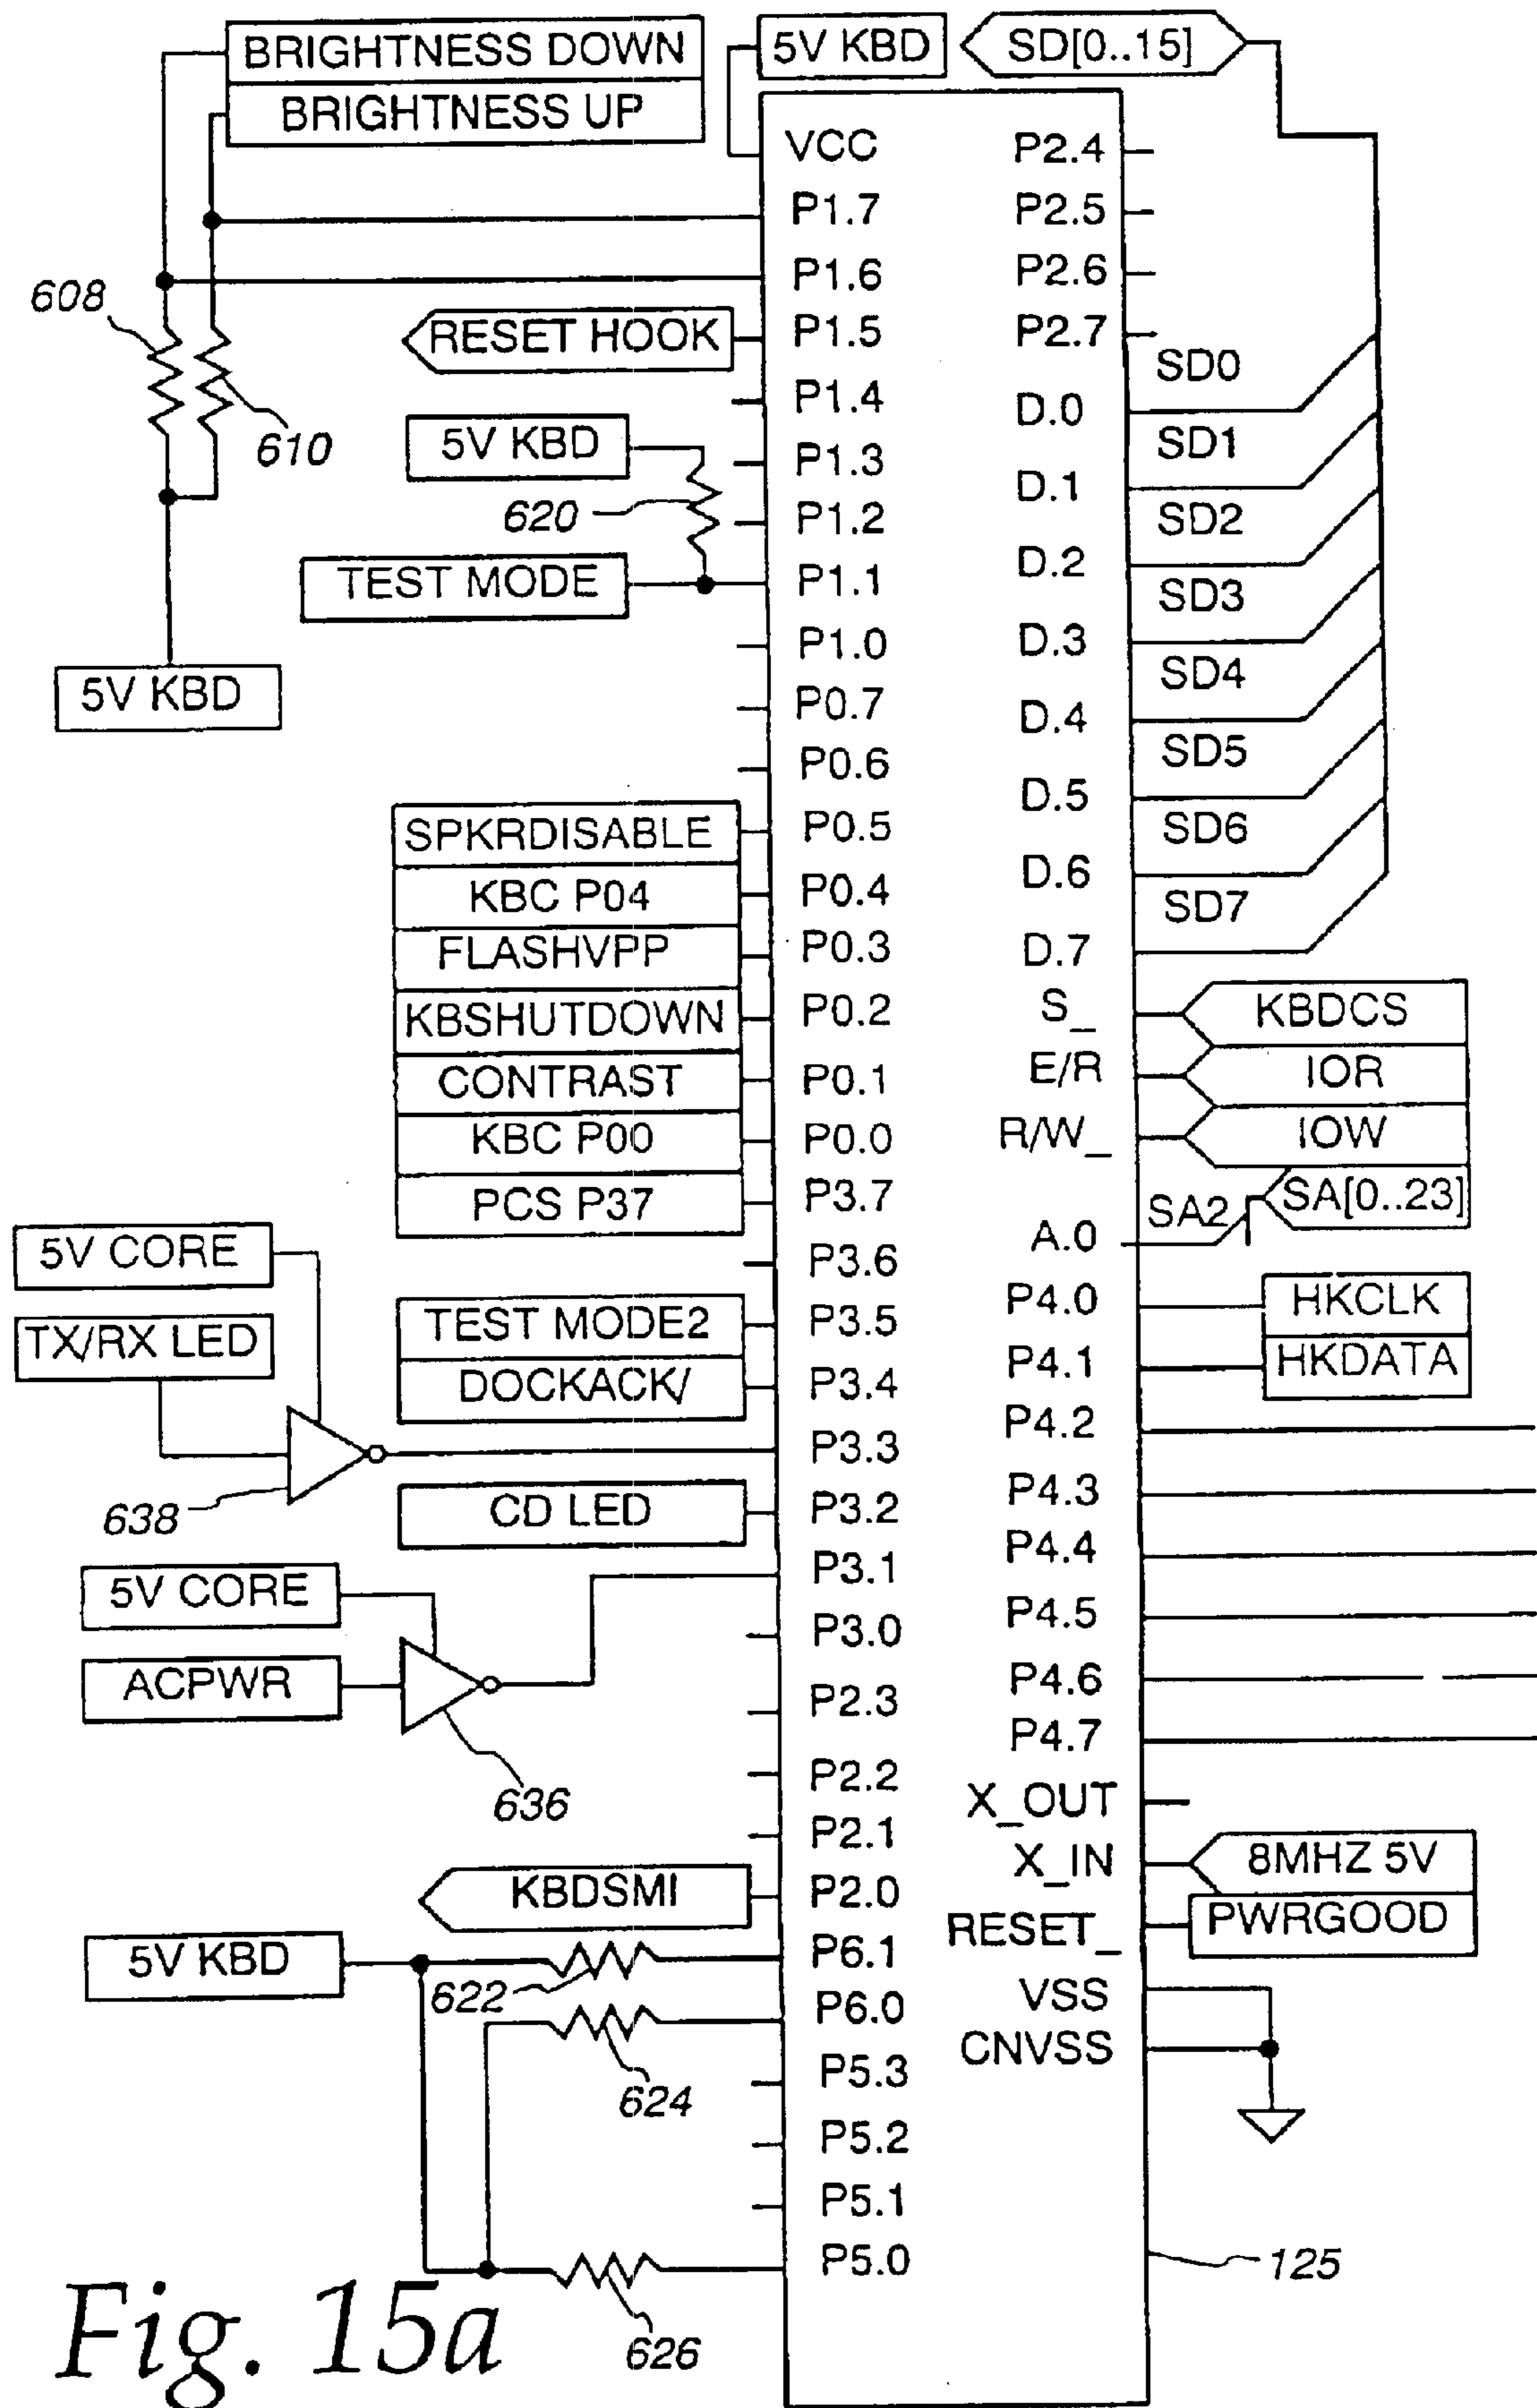 BRIGHTNESS DOWN
BRIGHTNESS UP
5V KBD
SD[0..15]
VCC
P1.7
P1.6
P1.5
P1.4
P1.3
P1.2
P1.1
P1.0
P0.7
P0.6
P0.5
P0.4
P0.3
P0.2
P0.1
P0.0
P3.7
P3.6
P3.5
P3.4
P3.3
P3.2
P3.1
P3.0
P2.3
P2.2
P2.1
P2.0
P6.1
P6.0
P5.3
P5.2
P5.1
P5.0
P2.4
P2.5
P2.6
P2.7
D.0
D.1
D.2
D.3
D.4
D.5
D.6
D.7
S_
E/R
R/W_
A.0
P4.0
P4.1
P4.2
P4.3
P4.4
P4.5
P4.6
P4.7
X_OUT
X_IN
RESET_
VSS
CNVSS
608
610
RESET HOOK
5V KBD
620
TEST MODE
5V KBD
SPKRDISABLE
KBC P04
FLASHVPP
KBSHUTDOWN
CONTRAST
KBC P00
PCS P37
5V CORE
TX/RX LED
TEST MODE2
DOCKACK/
638
CD LED
5V CORE
ACPWR
636
KBDSMI
5V KBD
622
624
626
SD0
SD1
SD2
SD3
SD4
SD5
SD6
SD7
KBDCS
IOR
IOW
SA2
SA[0..23]
HKCLK
HKDATA
8MHZ 5V
PWRGOOD
125
Fig. 15a